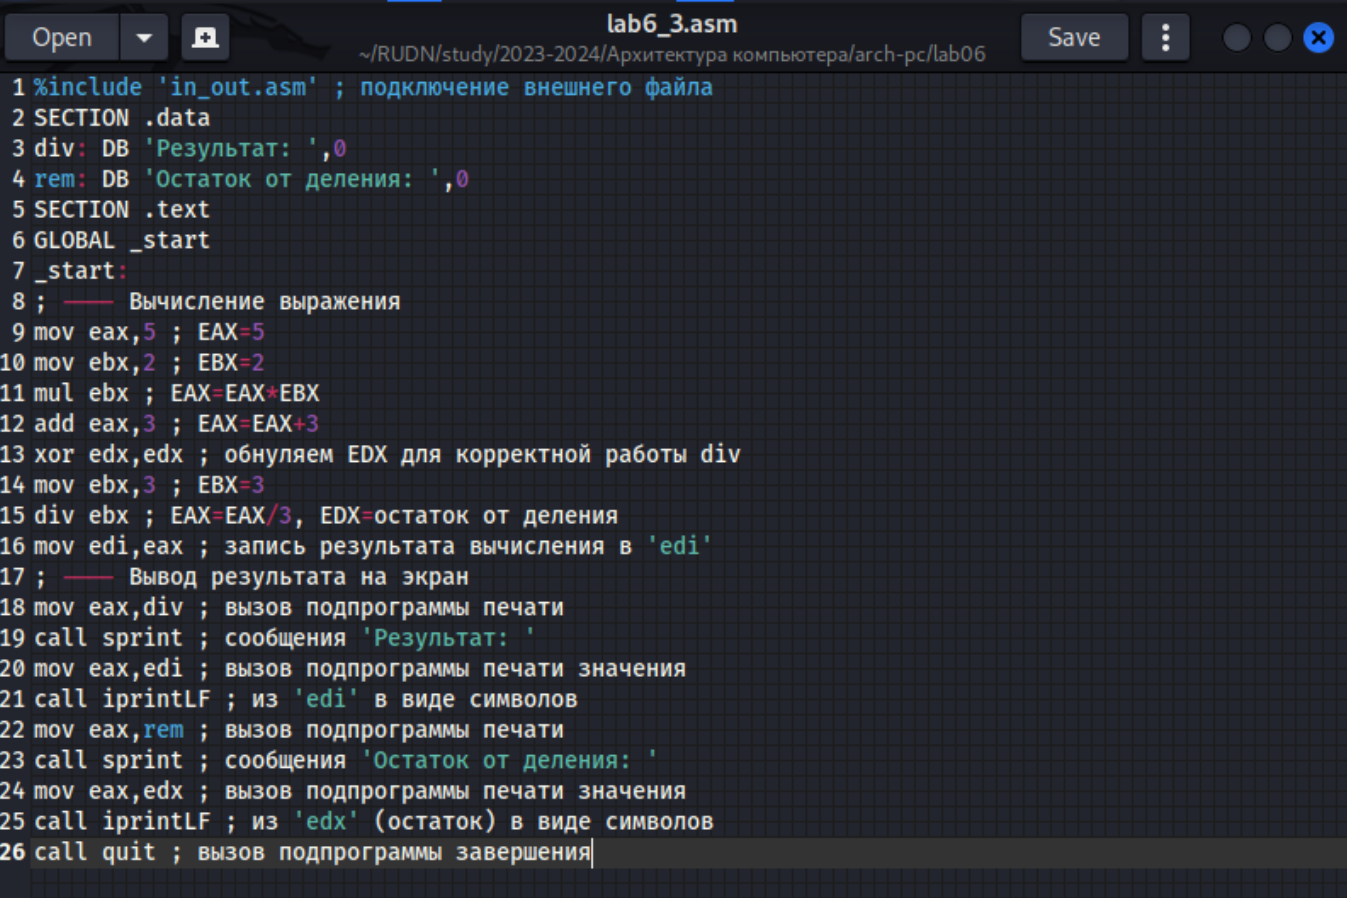 Open
lab6_3.asm
~/RUDN/study/2023-2024/Архитектура компьютера/arch-pc/lab06
Save
1 %include 'in_out.asm' ; подключение внешнего файла
2 SECTION .data
3 div: DB 'Результат: ',0
4 rem: DB 'Остаток от деления: ',0
5 SECTION .text
6 GLOBAL _start
7 _start:
8 ; ---- Вычисление выражения
9 mov eax,5 ; EAX=5
10 mov ebx,2 ; EBX=2
11 mul ebx ; EAX=EAX*EBX
12 add eax,3 ; EAX=EAX+3
13 xor edx,edx ; обнуляем EDX для корректной работы div
14 mov ebx,3 ; EBX=3
15 div ebx ; EAX=EAX/3, EDX=остаток от деления
16 mov edi,eax ; запись результата вычисления в 'edi'
17 ; ---- Вывод результата на экран
18 mov eax,div ; вызов подпрограммы печати
19 call sprint ; сообщения 'Результат: '
20 mov eax,edi ; вызов подпрограммы печати значения
21 call iprintLF ; из 'edi' в виде символов
22 mov eax,rem ; вызов подпрограммы печати
23 call sprint ; сообщения 'Остаток от деления: '
24 mov eax,edx ; вызов подпрограммы печати значения
25 call iprintLF ; из 'edx' (остаток) в виде символов
26 call quit ; вызов подпрограммы завершения